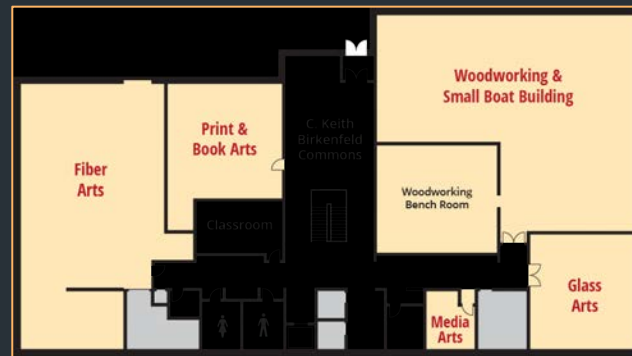 Woodworking &
Small Boat Building
Print &
Book Arts
C. Keith
Birkenfeld
Commons
Fiber
Arts
Woodworking
Bench Room
Classroom
Glass
Arts
Media
Arts